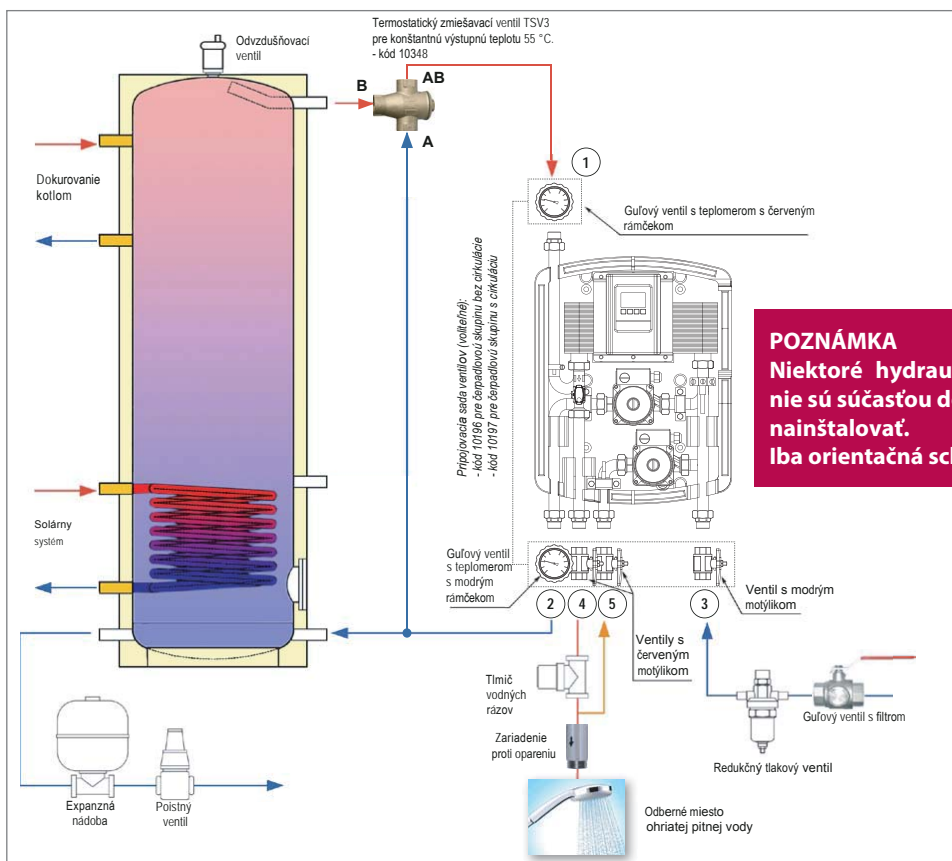 Termostatický zmiešavací ventil TSV3
pre konštantnú výstupnú teplotu 55 °C.
- kód 10348
Odvzdušňovací
ventil
B
AB
A
1
Dokurovanie
kotlom
Guľový ventil s teplomerom s červeným
rámčekom
Pripojovacia sada ventilov (voliteľné):
- kód 10196 pre čerpadlovú skupinu bez cirkulácie
- kód 10197 pre čerpadlovú skupinu s cirkuláciu
POZNÁMKA
Niektoré hydrau
nie sú súčasťou d
nainštalovať.
Iba orientačná sch
Solárny
systém
Guľový ventil
s teplomerom
s modrým
rámčekom
2
4
5
3
Ventil s modrým
motýlikom
Ventily s
červeným
motýlikom
Tlmič
vodných
rázov
Guľový ventil s filtrom
Zariadenie
proti opareniu
Redukčný tlakový ventil
Expanzná
nádoba
Poistný
ventil
Odberné miesto
ohriatej pitnej vody